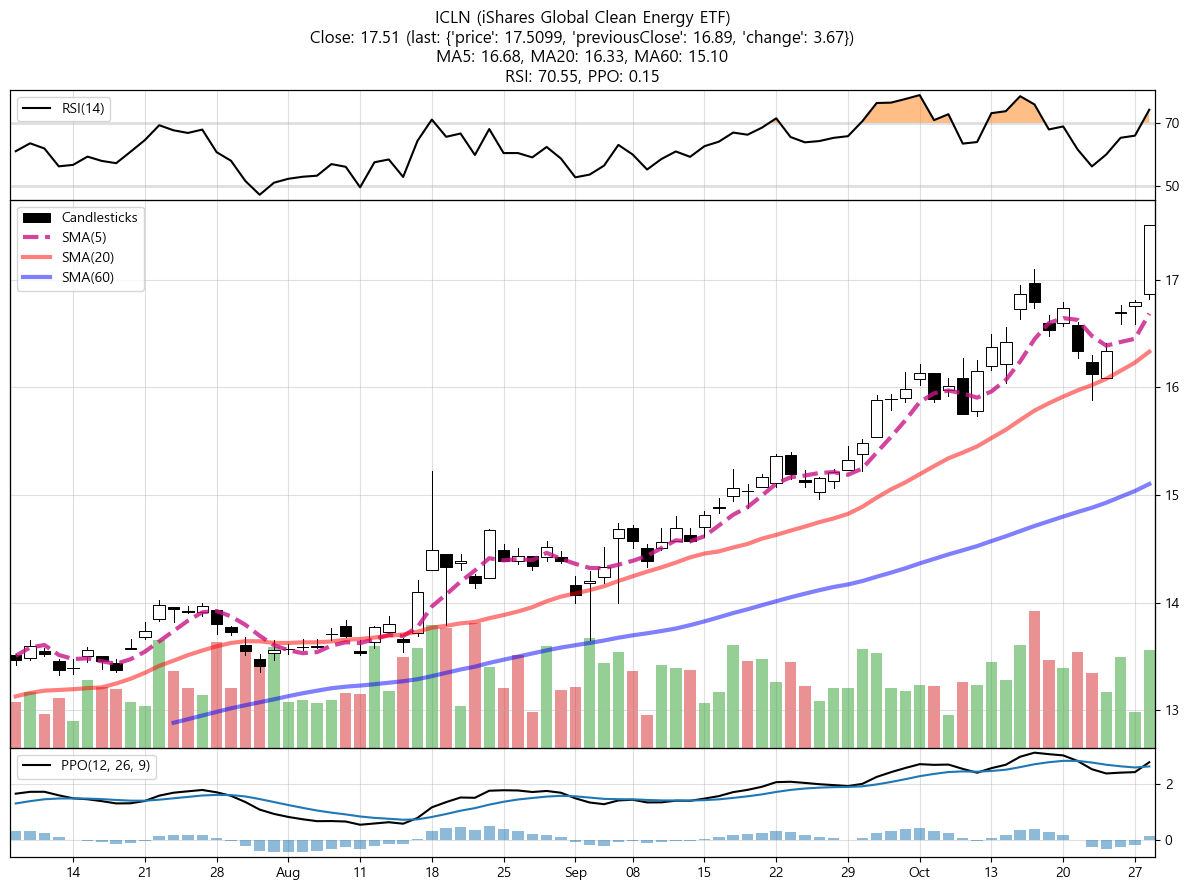 ICLN (iShares Global Clean Energy ETF)
Close: 17.51 (last: {'price': 17.5099, 'previousClose': 16.89, 'change': 3.67})
MA5: 16.68, MA20: 16.33, MA60: 15.10
RSI: 70.55, PPO: 0.15
RSI(14)
70
50
Candlesticks
SMA(5)
SMA(20)
SMA(60)
17
16
15
14
13
PPO(12, 26, 9)
2
0
14 21 28 Aug 11 18 25 Sep 08 15 22 29 Oct 13 20 27